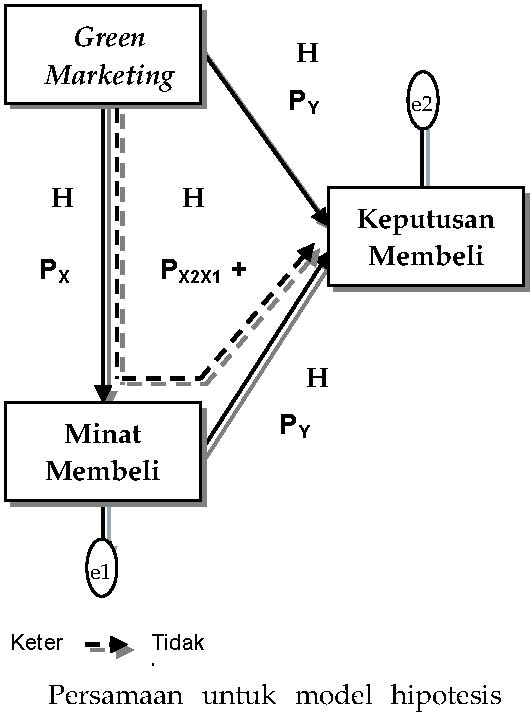 Green
Marketing
H
PY
e2
H
H
Keputusan
Membeli
PX
PX2X1 +
H
PY
Minat
Membeli
e1
Keter
Tidak
Persamaan untuk model hipotesis